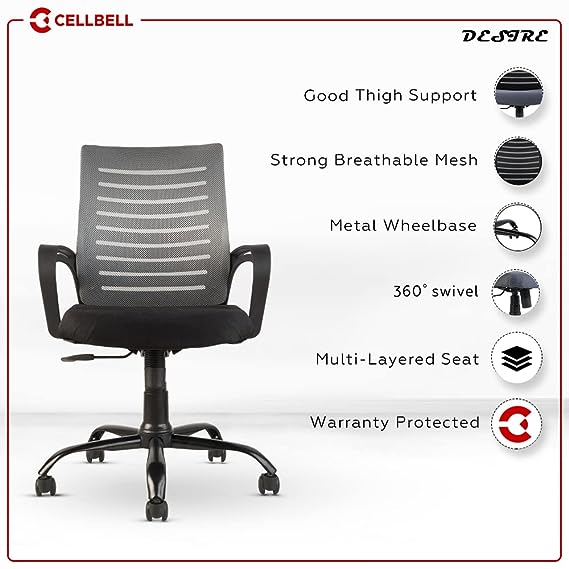 CELLBELL
DESIRE
Good Thigh Support
Strong Breathable Mesh
Metal Wheelbase
360° swivel
Multi-Layered Seat
Warranty Protected